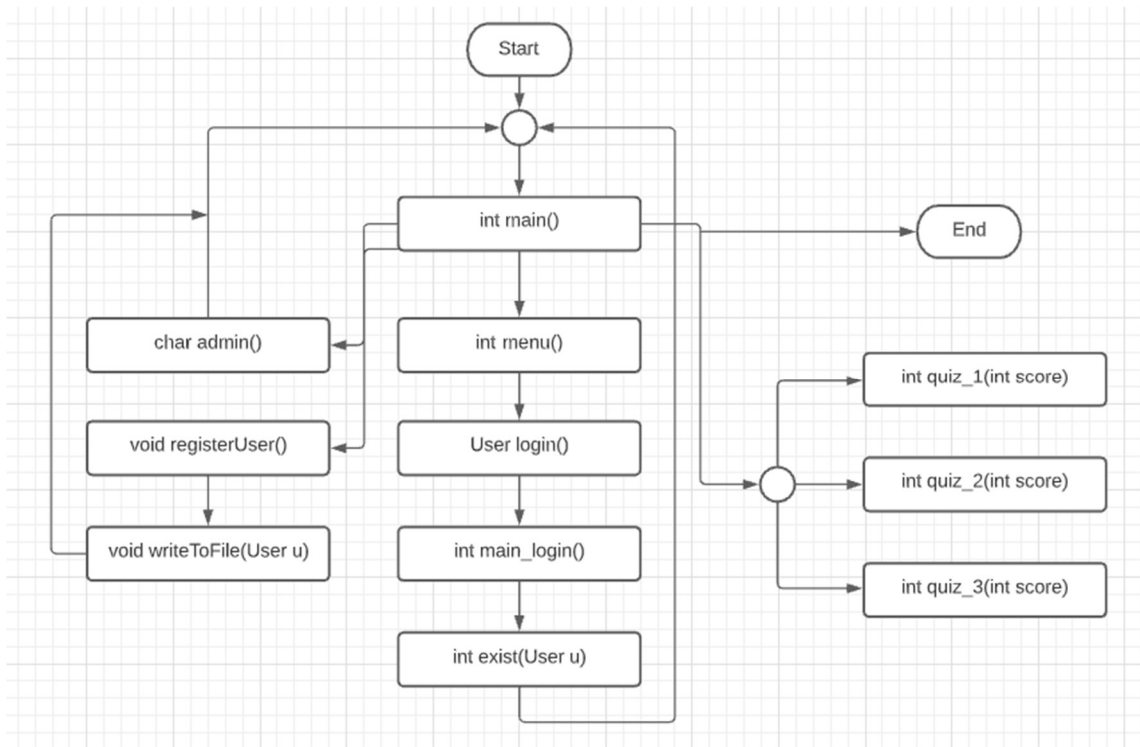 Start
int main()
End
char admin()
int menu()
int quiz_1(int score)
void registerUser()
User login()
int quiz_2(int score)
void writeToFile(User u)
int main_login()
int quiz_3(int score)
int exist(User u)